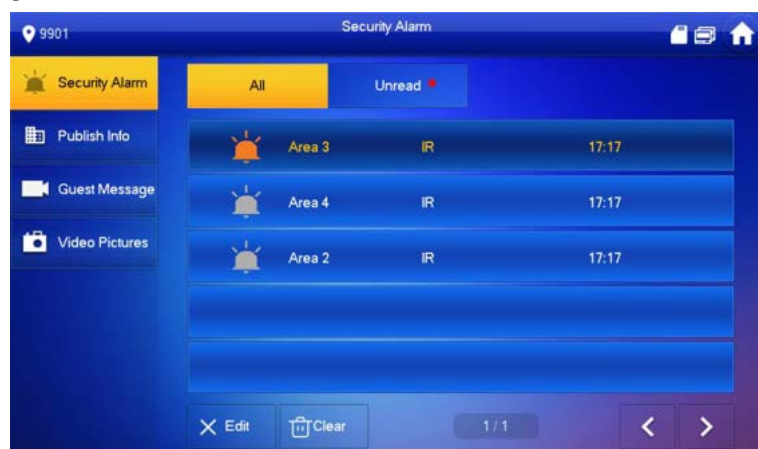 9901
Security Alarm
Security Alarm
Publish Info
Guest Message
Video Pictures
All
Unread
Area 3 IR 17:17
Area 4 IR 17:17
Area 2 IR 17:17
Edit
Clear
1/1